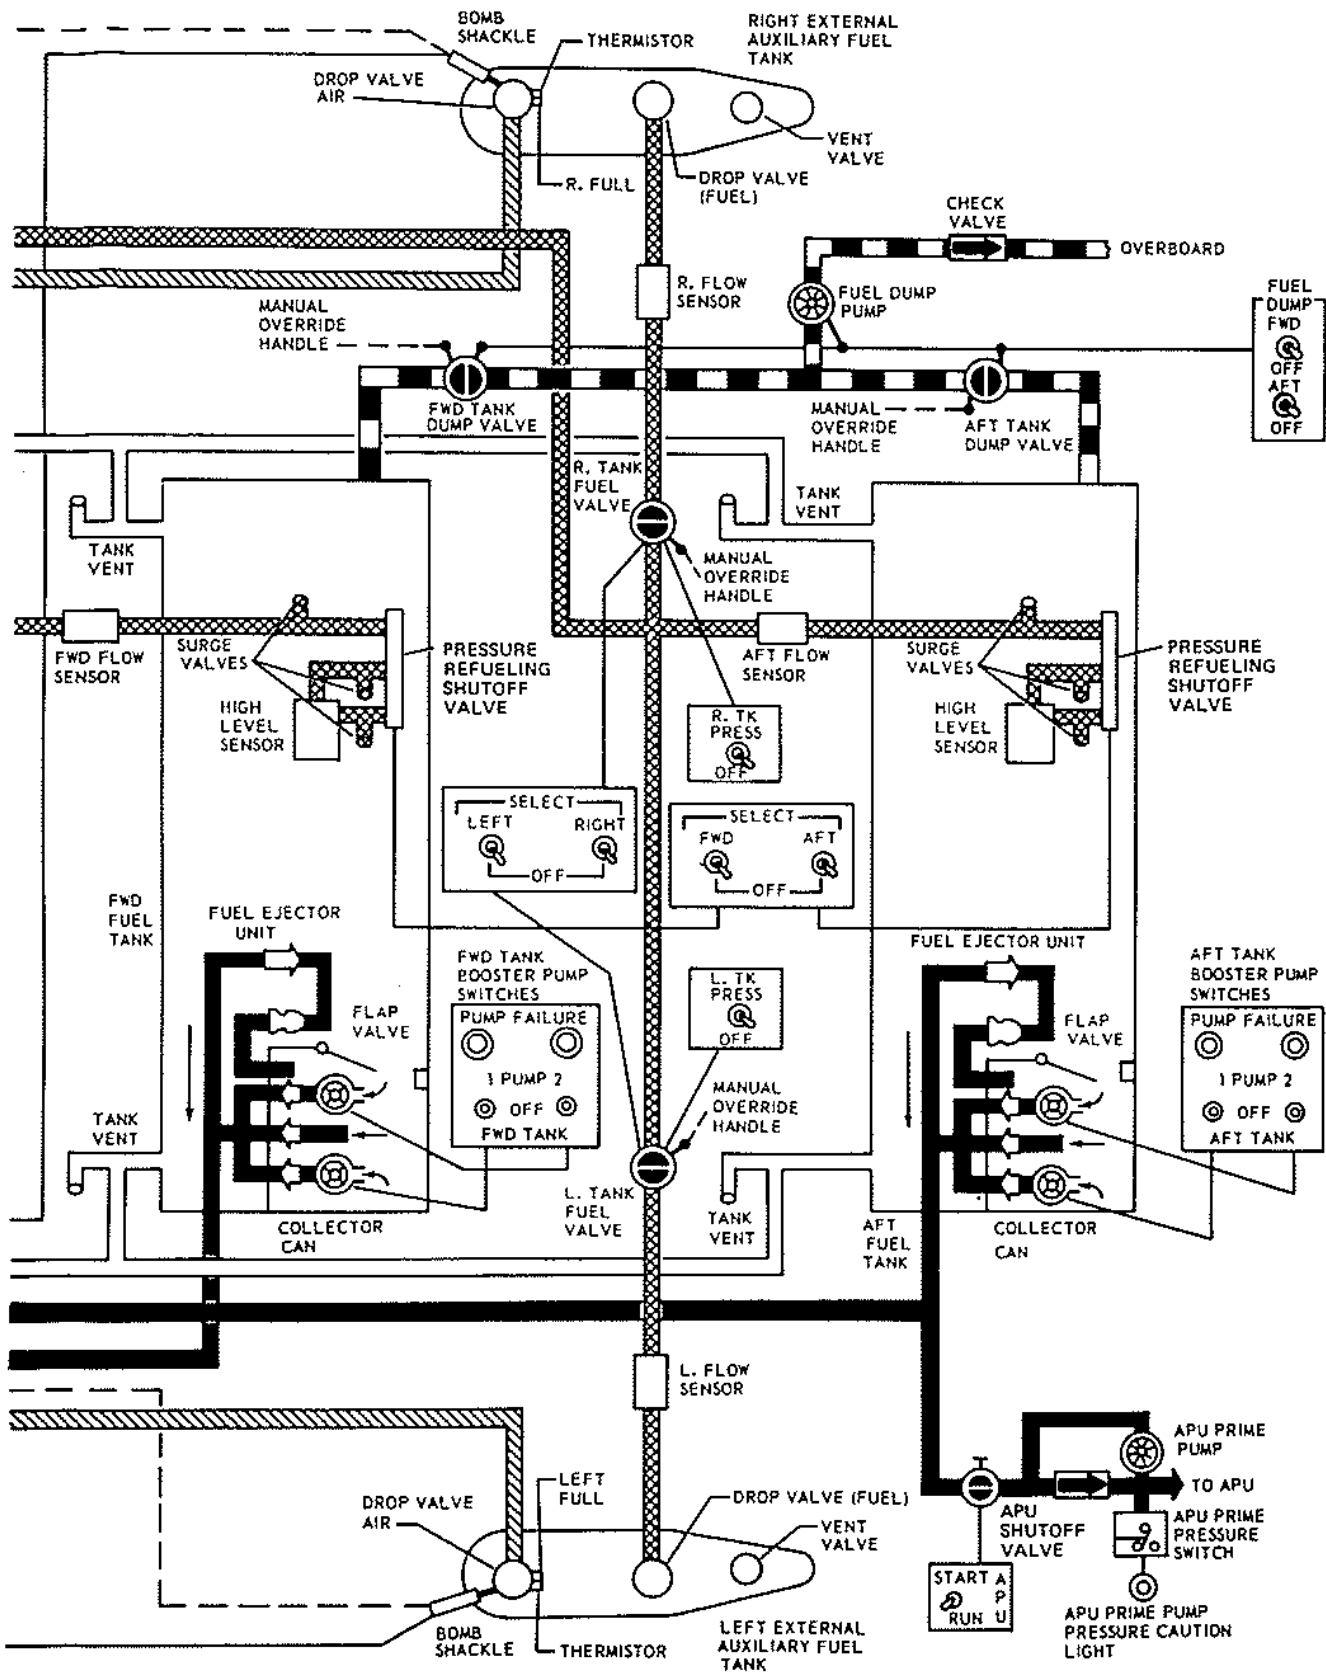 BOMB
SHACKLE
THERMISTOR
RIGHT EXTERNAL
AUXILIARY FUEL
TANK
DROP VALVE
AIR
VENT
VALVE
R. FULL
DROP VALVE
(FUEL)
CHECK
VALVE
OVERBOARD
R. FLOW
SENSOR
FUEL DUMP
PUMP
FUEL
DUMP
FWD
OFF
AFT
OFF
MANUAL
OVERRIDE
HANDLE
FWD TANK
DUMP VALVE
MANUAL
OVERRIDE
HANDLE
AFT TANK
DUMP VALVE
R. TANK
FUEL
VALVE
TANK
VENT
TANK
VENT
MANUAL
OVERRIDE
HANDLE
FWD FLOW
SENSOR
SURGE
VALVES
PRESSURE
REFUELING
SHUTOFF
VALVE
HIGH
LEVEL
SENSOR
AFT FLOW
SENSOR
SURGE
VALVES
PRESSURE
REFUELING
SHUTOFF
VALVE
HIGH
LEVEL
SENSOR
R. TK
PRESS
OFF
SELECT
LEFT
RIGHT
OFF
SELECT
FWD
AFT
OFF
FWD
FUEL
TANK
FUEL EJECTOR
UNIT
FWD TANK
BOOSTER PUMP
SWITCHES
PUMP FAILURE
1 PUMP 2
OFF
FWD TANK
FLAP
VALVE
L. TK
PRESS
OFF
FUEL EJECTOR UNIT
AFT TANK
BOOSTER PUMP
SWITCHES
PUMP FAILURE
1 PUMP 2
OFF
AFT TANK
FLAP
VALVE
MANUAL
OVERRIDE
HANDLE
TANK
VENT
L. TANK
FUEL
VALVE
TANK
VENT
COLLECTOR
CAN
AFT
FUEL
TANK
COLLECTOR
CAN
L. FLOW
SENSOR
APU PRIME
PUMP
TO APU
LEFT
FULL
DROP VALVE
AIR
DROP VALVE (FUEL)
VENT
VALVE
APU
SHUTOFF
VALVE
APU PRIME
PRESSURE
SWITCH
START
RUN
APU
APU PRIME PUMP
PRESSURE CAUTION
LIGHT
BOMB
SHACKLE
THERMISTOR
LEFT EXTERNAL
AUXILIARY FUEL
TANK